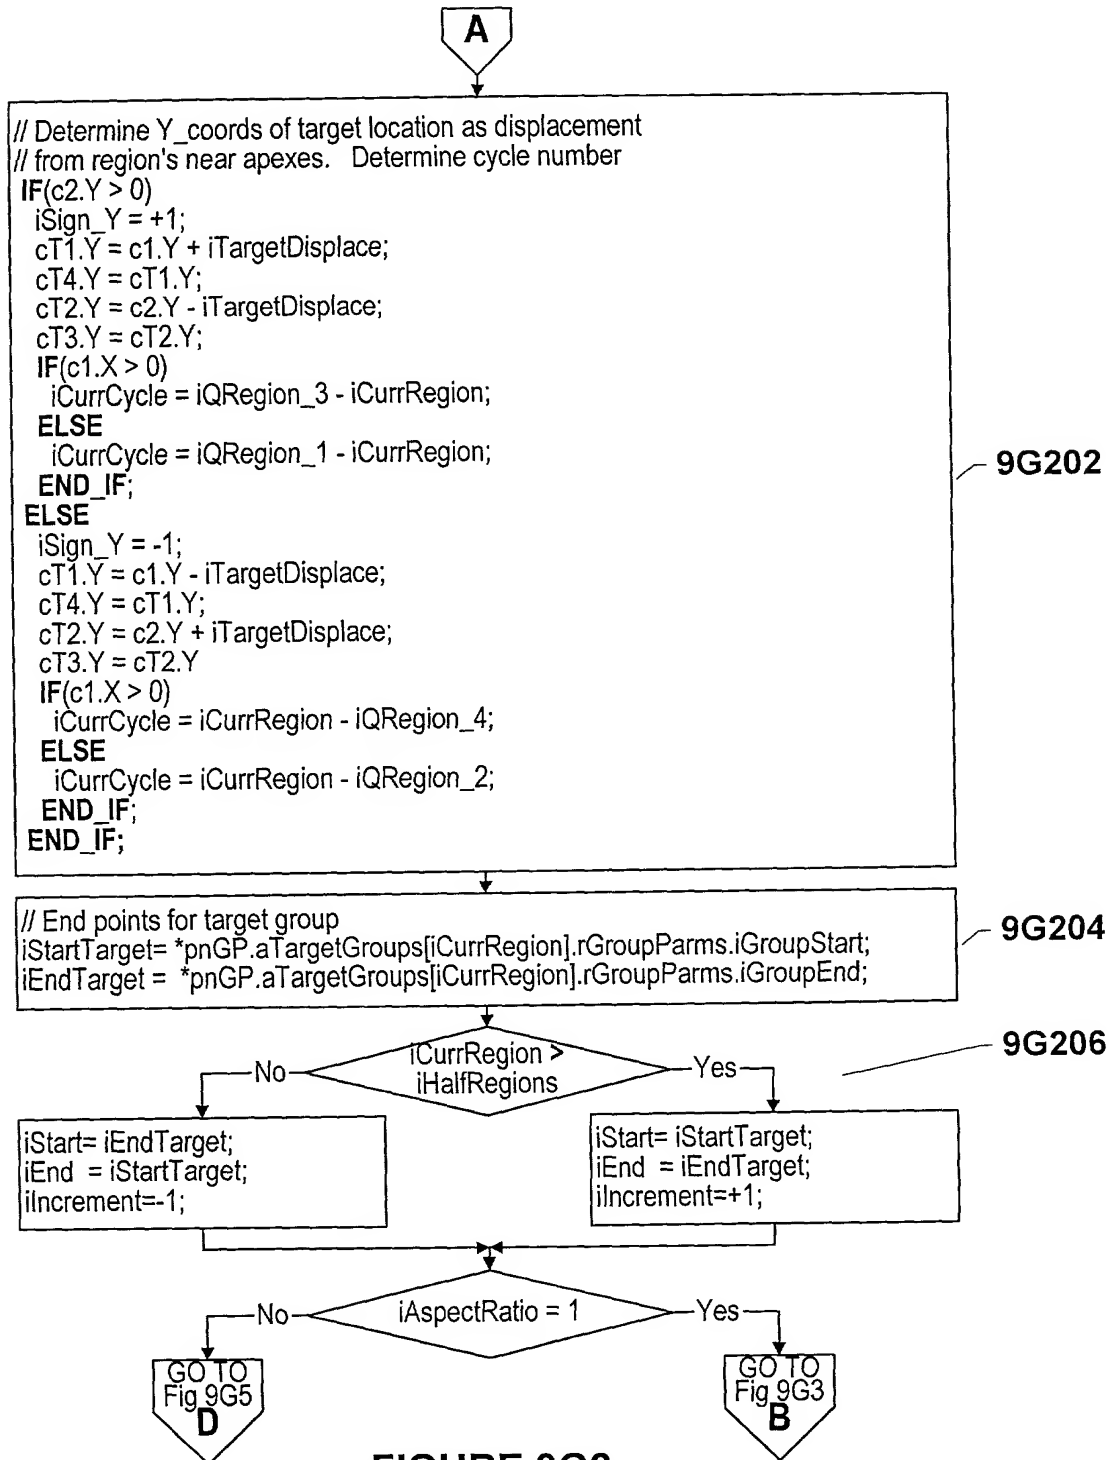 A
// Determine Y_coords of target location as displacement
// from region's near apexes. Determine cycle number
IF(c2.Y > 0)
iSign_Y = +1;
cT1.Y = c1.Y + iTargetDisplace;
cT4.Y = cT1.Y;
cT2.Y = c2.Y - iTargetDisplace;
cT3.Y = cT2.Y;
IF(c1.X > 0)
iCurrCycle = iQRegion_3 - iCurrRegion;
ELSE
iCurrCycle = iQRegion_1 - iCurrRegion;
END_IF;
ELSE
iSign_Y = -1;
cT1.Y = c1.Y - iTargetDisplace;
cT4.Y = cT1.Y;
cT2.Y = c2.Y + iTargetDisplace;
cT3.Y = cT2.Y
IF(c1.X > 0)
iCurrCycle = iCurrRegion - iQRegion_4;
ELSE
iCurrCycle = iCurrRegion - iQRegion_2;
END_IF;
END_IF;
9G202
// End points for target group
iStartTarget= *pnGP.aTargetGroups[iCurrRegion].rGroupParms.iGroupStart;
iEndTarget = *pnGP.aTargetGroups[iCurrRegion].rGroupParms.iGroupEnd;
9G204
iCurrRegion >
iHalfRegions
9G206
No
Yes
iStart= iEndTarget;
iEnd = iStartTarget;
iIncrement=-1;
iStart= iStartTarget;
iEnd = iEndTarget;
iIncrement=+1;
No
iAspectRatio = 1
Yes
GO TO
Fig 9G5
D
GO TO
Fig 9G3
B